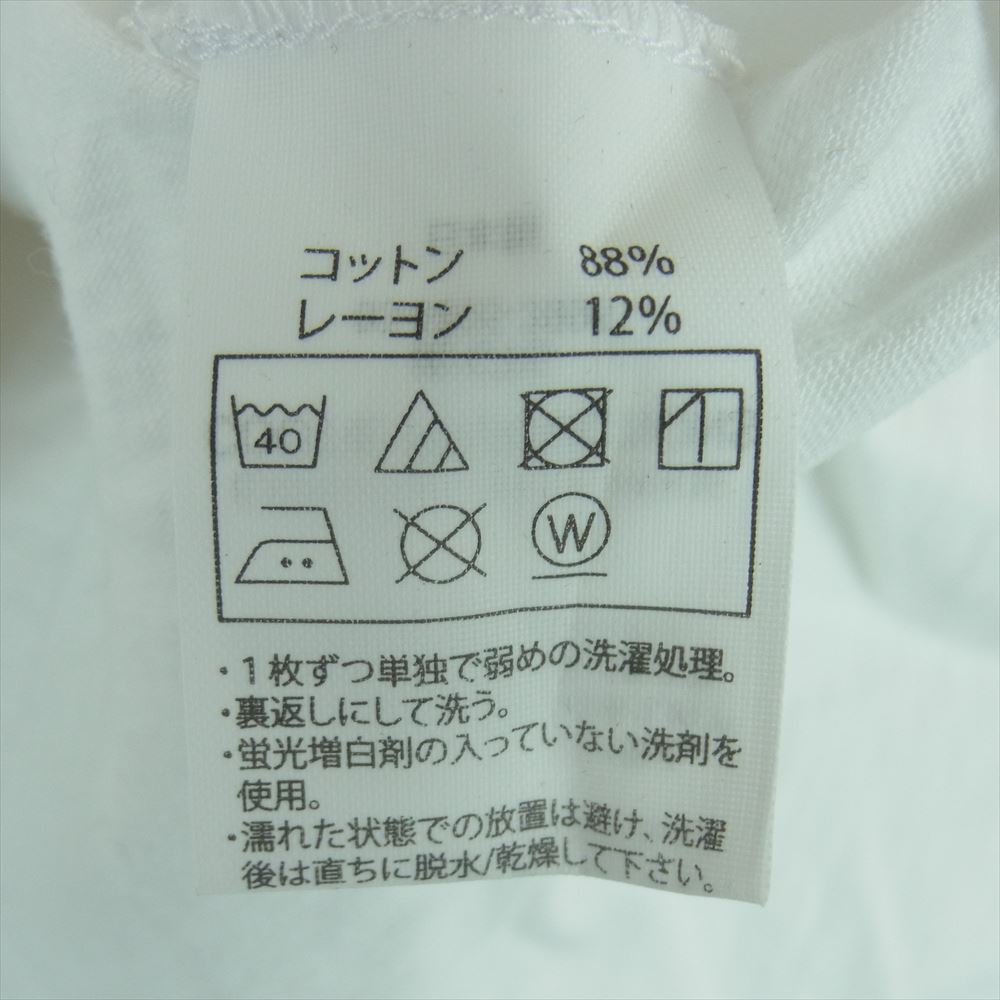 コットン 88%
レーヨン 12%
40
W
・1枚ずつ単独で弱めの洗濯処理。
・裏返しにして洗う。
・蛍光増白剤の入っていない洗剤を
使用。
・濡れた状態での放置は避け、洗濯
後は直ちに脱水/乾燥して下さい。